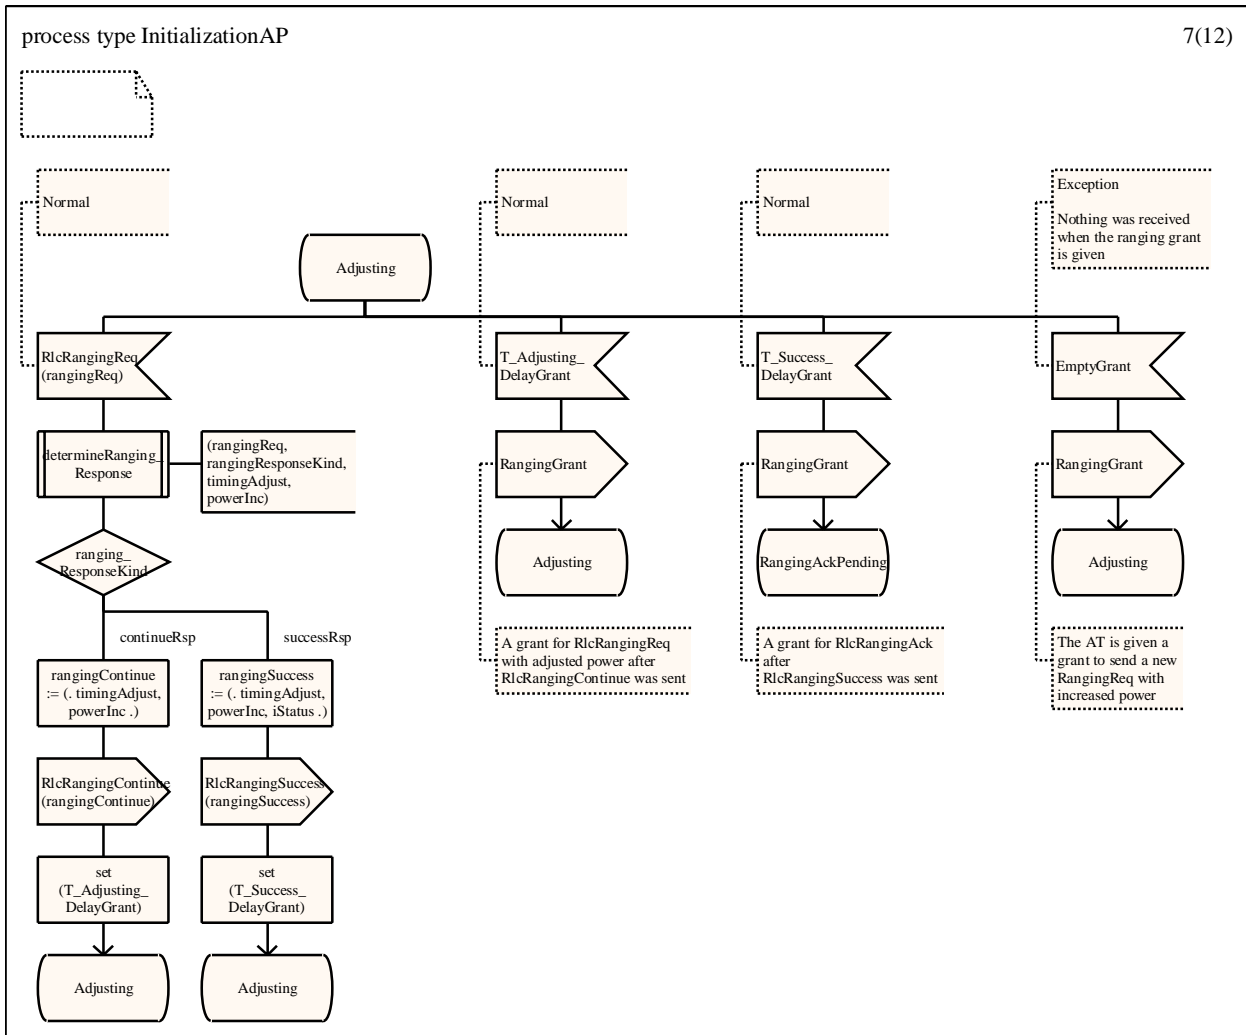 process type InitializationAP
7(12)
Normal
Normal
Normal
Exception
Nothing was received
when the ranging grant
is given
Adjusting
RlcRangingReq
(rangingReq)
T_Adjusting_
DelayGrant
T_Success_
DelayGrant
EmptyGrant
determineRanging_
Response
(rangingReq,
rangingResponseKind,
timingAdjust,
powerInc)
RangingGrant
RangingGrant
RangingGrant
ranging_
ResponseKind
Adjusting
RangingAckPending
Adjusting
continueRsp
successRsp
A grant for RlcRangingReq
with adjusted power after
RlcRangingContinue was sent
A grant for RlcRangingAck
after
RlcRangingSuccess was sent
The AT is given a
grant to send a new
RangingReq with
increased power
rangingContinue
:= (. timingAdjust,
powerInc .)
rangingSuccess
:= (. timingAdjust,
powerInc, iStatus .)
RlcRangingContinue
(rangingContinue)
RlcRangingSuccess
(rangingSuccess)
set
(T_Adjusting_
DelayGrant)
set
(T_Success_
DelayGrant)
Adjusting
Adjusting